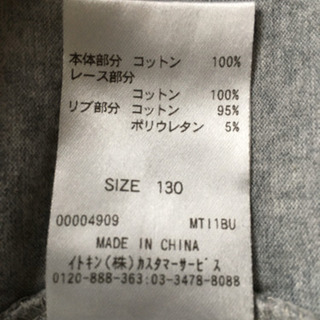 本体部分 コットン 100%
レース部分
コットン 100%
リブ部分 コットン 95%
ポリウレタン 5%
SIZE 130
00004909 MTI1BU
MADE IN CHINA
イトキン(株)カスタマーサービス
0120-888-363:03-3478-8088